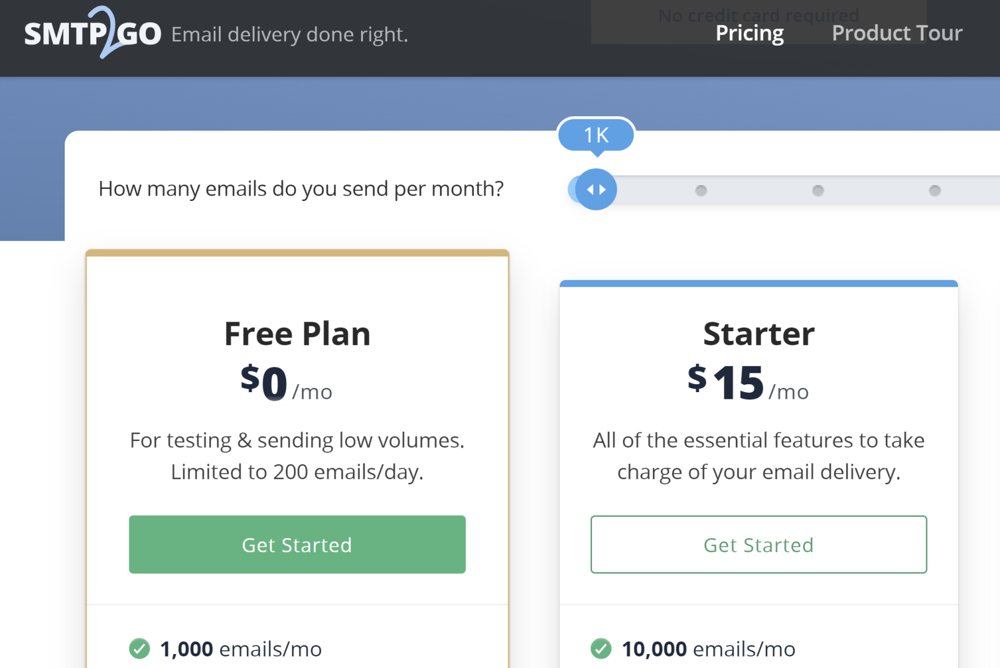 SMTP2GO Email delivery done right.
No credit card required
Pricing Product Tour
1K
How many emails do you send per month?
Free Plan
$0 /mo
For testing & sending low volumes.
Limited to 200 emails/day.
Get Started
1,000 emails/mo
Starter
$15 /mo
All of the essential features to take
charge of your email delivery.
Get Started
10,000 emails/mo